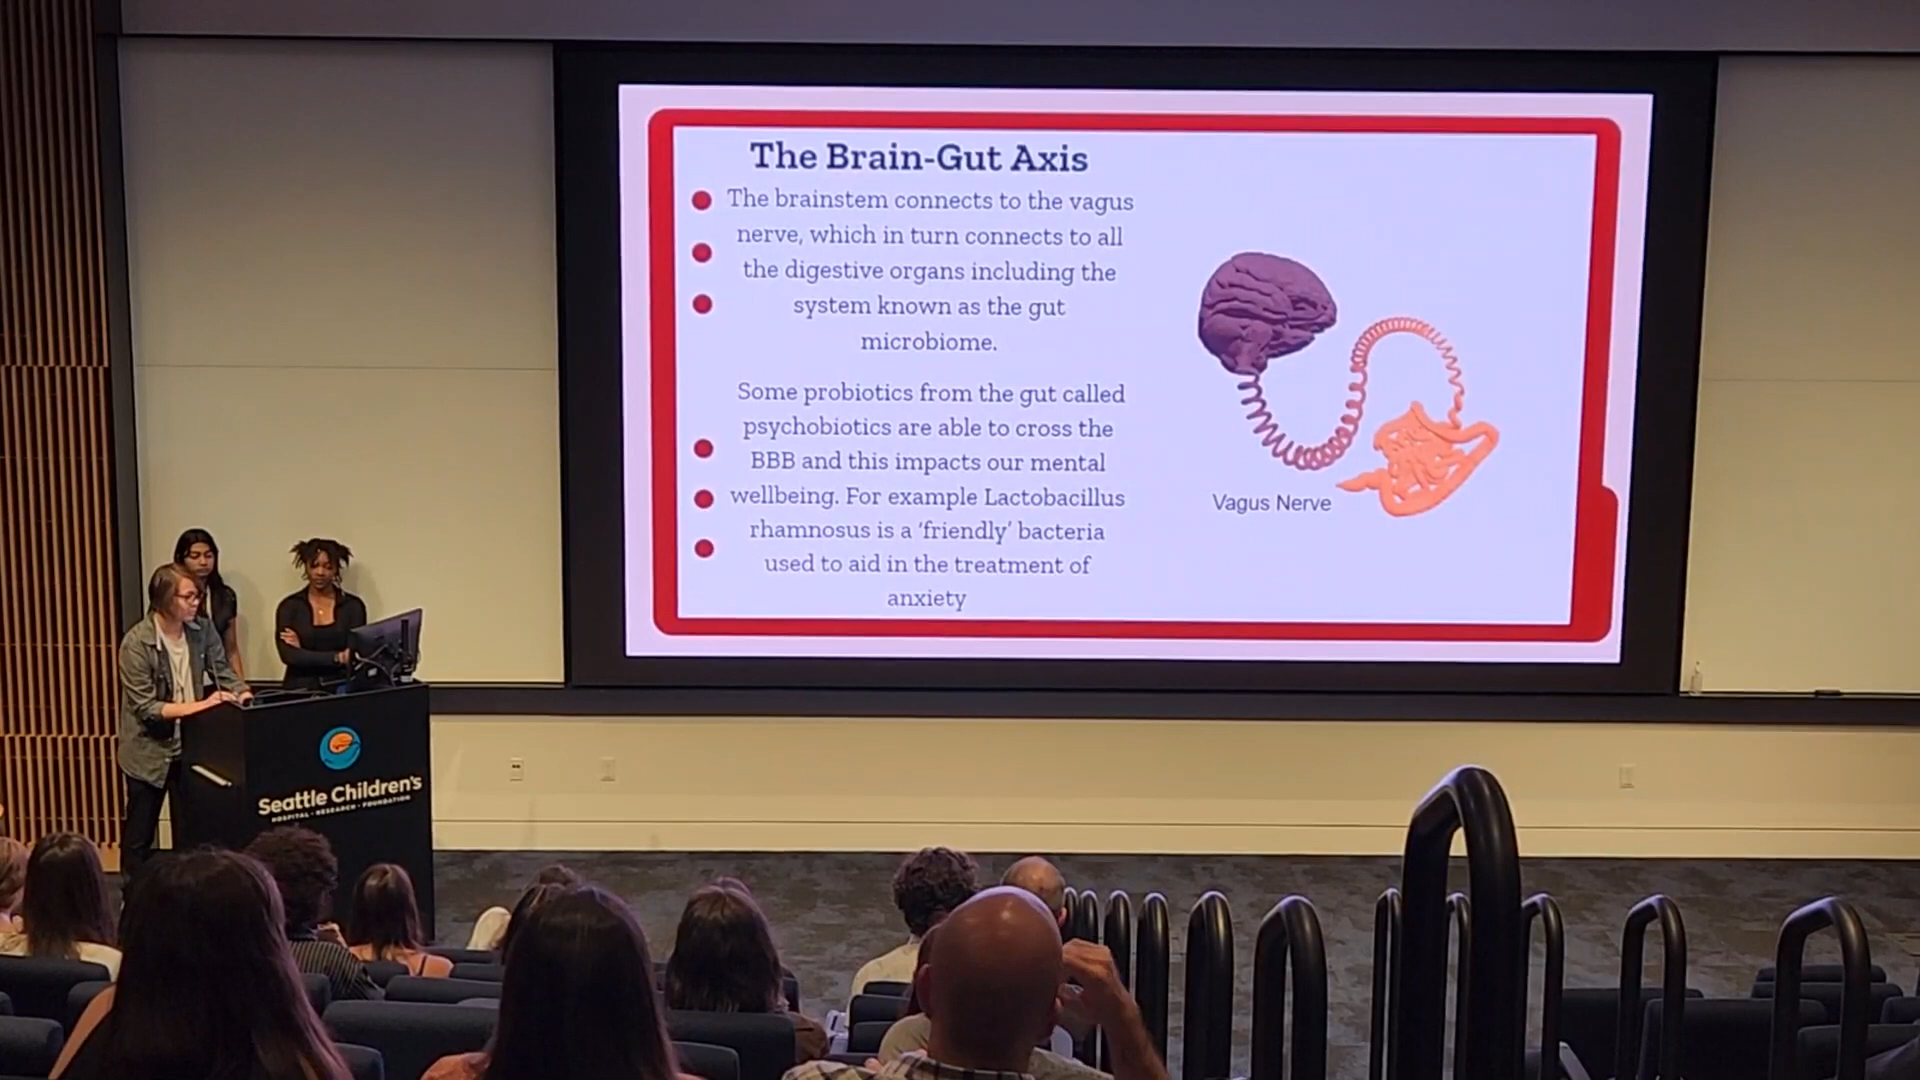 The Brain-Gut Axis
The brainstem connects to the vagus
nerve, which in turn connects to all
the digestive organs including the
system known as the gut
microbiome.
Some probiotics from the gut called
psychobiotics are able to cross the
BBB and this impacts our mental
wellbeing. For example Lactobacillus
rhamnosus is a ‘friendly’ bacteria
used to aid in the treatment of
anxiety
Vagus Nerve
Seattle Children's
HOSPITAL • RESEARCH • FOUNDATION